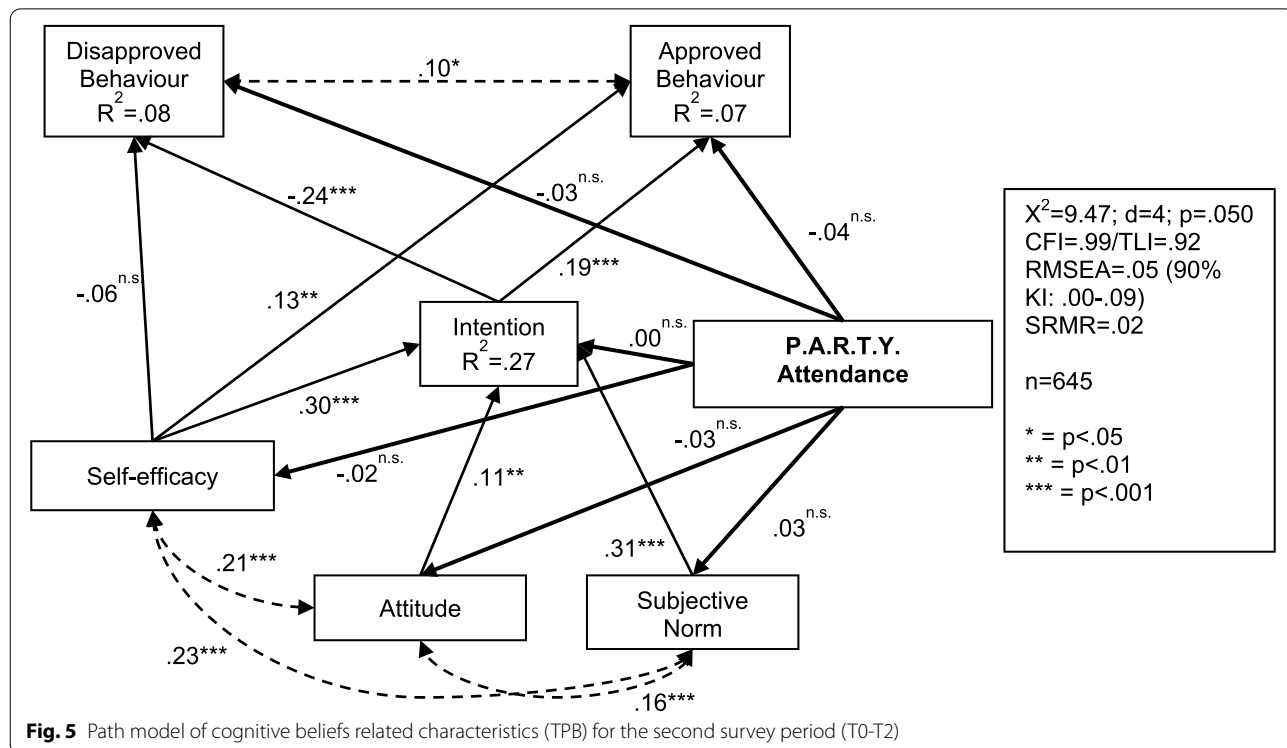 Disapproved
Behaviour
R²=.08
.10*
Approved
Behaviour
R²=.07
-.24***
-.03ⁿ·ˢ·
-.04ⁿ·ˢ·
-.06ⁿ·ˢ·
.13**
.19***
Intention
R²=.27
.00ⁿ·ˢ·
P.A.R.T.Y.
Attendance
.30***
Self-efficacy
-.02ⁿ·ˢ·
.11**
-.03ⁿ·ˢ·
.31***
.03ⁿ·ˢ·
.21***
Attitude
Subjective
Norm
.23***
.16***
X²=9.47; d=4; p=.050
CFI=.99/TLI=.92
RMSEA=.05 (90%
KI: .00-.09)
SRMR=.02
n=645
* = p<.05
** = p<.01
*** = p<.001
Fig. 5 Path model of cognitive beliefs related characteristics (TPB) for the second survey period (T0-T2)